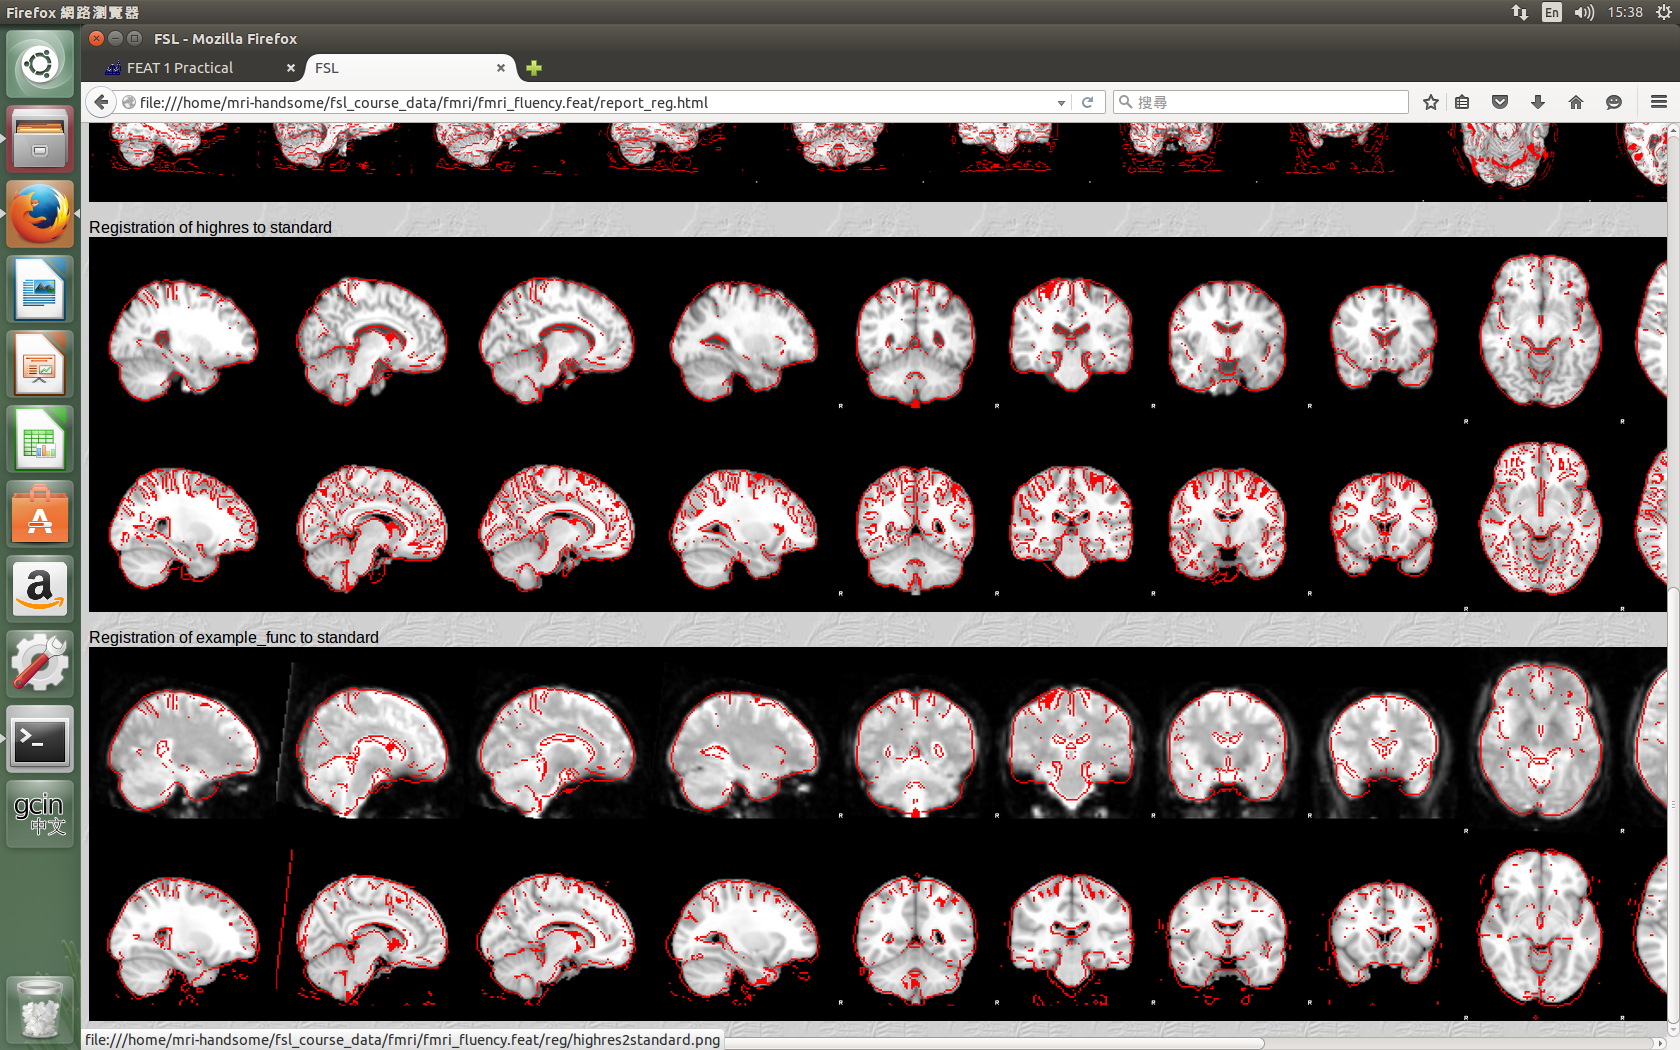 Firefox 網路瀏覽器
En
15:38
FSL - Mozilla Firefox
FEAT 1 Practical
FSL
file:///home/mri-handsome/fsl_course_data/fmri/fmri_fluency.feat/report_reg.html
搜尋
Registration of highres to standard
R R R R R R
R R R R R R
Registration of example_func to standard
R R R R R R
R R R R R R
gcin
中文
file:///home/mri-handsome/fsl_course_data/fmri/fmri_fluency.feat/reg/highres2standard.png